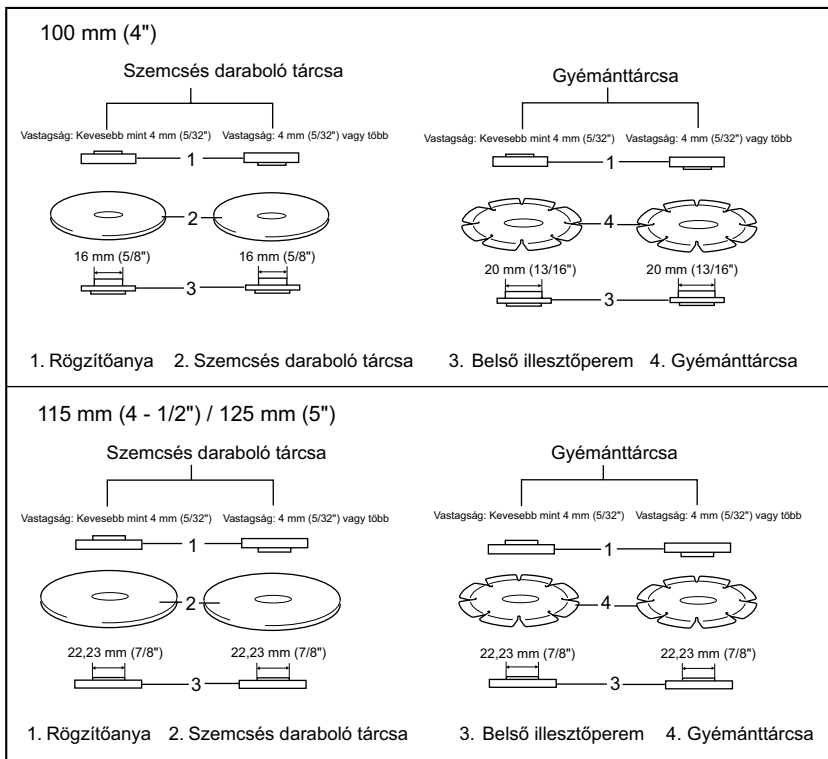 100 mm (4")
Szemcsés daraboló tárcsa
Gyémánttárcsa
Vastagság: Kevesebb mint 4 mm (5/32") Vastagság: 4 mm (5/32") vagy több
Vastagság: Kevesebb mint 4 mm (5/32") Vastagság: 4 mm (5/32") vagy több
1
1
2
4
16 mm (5/8") 16 mm (5/8")
20 mm (13/16") 20 mm (13/16")
3
3
1. Rögzítőanya 2. Szemcsés daraboló tárcsa 3. Belső illesztőperem 4. Gyémánttárcsa
115 mm (4 - 1/2") / 125 mm (5")
Szemcsés daraboló tárcsa
Gyémánttárcsa
Vastagság: Kevesebb mint 4 mm (5/32") Vastagság: 4 mm (5/32") vagy több
Vastagság: Kevesebb mint 4 mm (5/32") Vastagság: 4 mm (5/32") vagy több
1
1
2
4
22,23 mm (7/8") 22,23 mm (7/8")
22,23 mm (7/8") 22,23 mm (7/8")
3
3
1. Rögzítőanya 2. Szemcsés daraboló tárcsa 3. Belső illesztőperem 4. Gyémánttárcsa